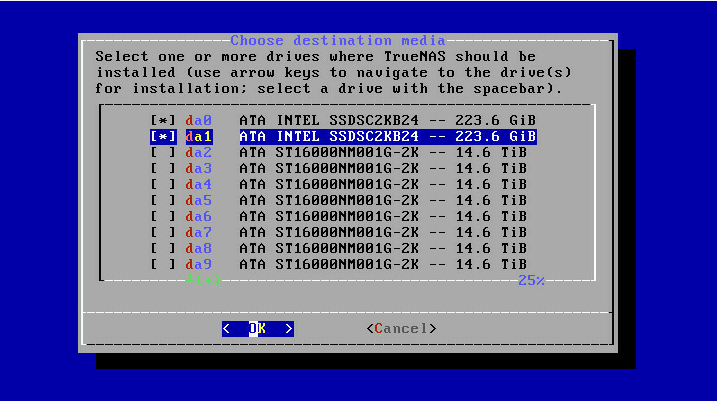 Choose destination media
Select one or more drives where TrueNAS should be
installed (use arrow keys to navigate to the drive(s)
for installation; select a drive with the spacebar).
[*] da0 ATA INTEL SSDSC2KB24 -- 223.6 GiB
[*] da1 ATA INTEL SSDSC2KB24 -- 223.6 GiB
[ ] da2 ATA ST16000NM001G-2K -- 14.6 TiB
[ ] da3 ATA ST16000NM001G-2K -- 14.6 TiB
[ ] da4 ATA ST16000NM001G-2K -- 14.6 TiB
[ ] da5 ATA ST16000NM001G-2K -- 14.6 TiB
[ ] da6 ATA ST16000NM001G-2K -- 14.6 TiB
[ ] da7 ATA ST16000NM001G-2K -- 14.6 TiB
[ ] da8 ATA ST16000NM001G-2K -- 14.6 TiB
[ ] da9 ATA ST16000NM001G-2K -- 14.6 TiB
(+) 25%
< OK > <Cancel>